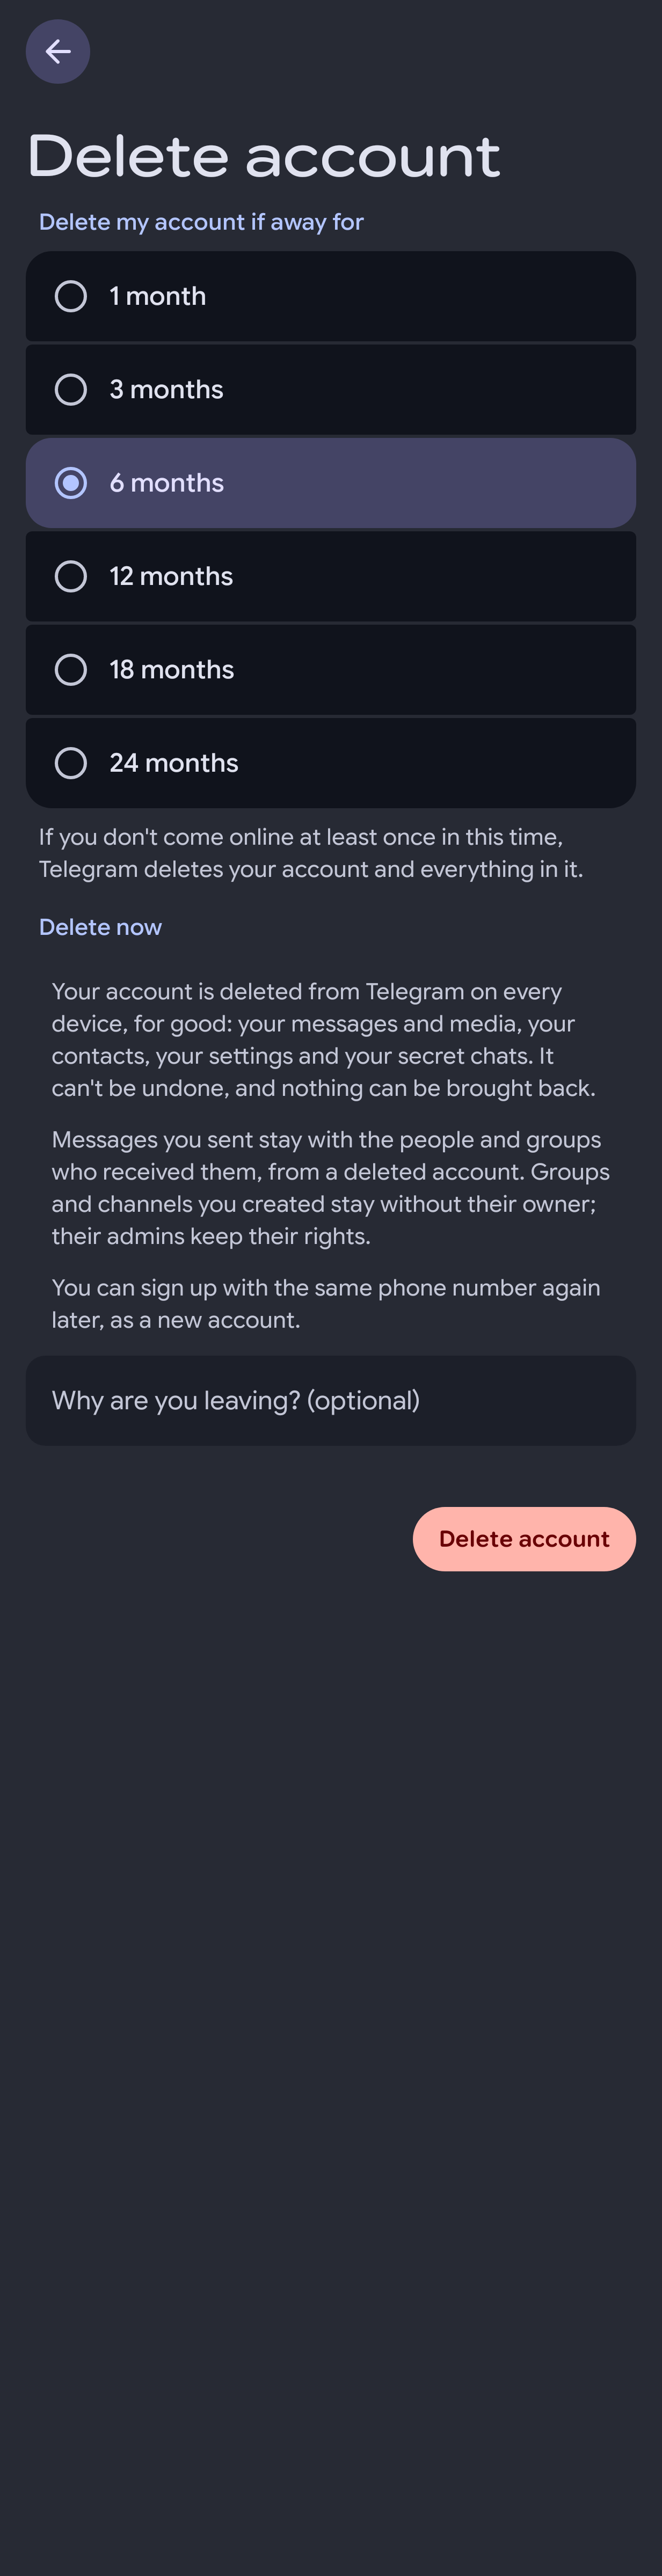 Delete account
Delete my account if away for
1 month
3 months
6 months
12 months
18 months
24 months
If you don't come online at least once in this time,
Telegram deletes your account and everything in it.
Delete now
Your account is deleted from Telegram on every
device, for good: your messages and media, your
contacts, your settings and your secret chats. It
can't be undone, and nothing can be brought back.
Messages you sent stay with the people and groups
who received them, from a deleted account. Groups
and channels you created stay without their owner;
their admins keep their rights.
You can sign up with the same phone number again
later, as a new account.
Why are you leaving? (optional)
Delete account